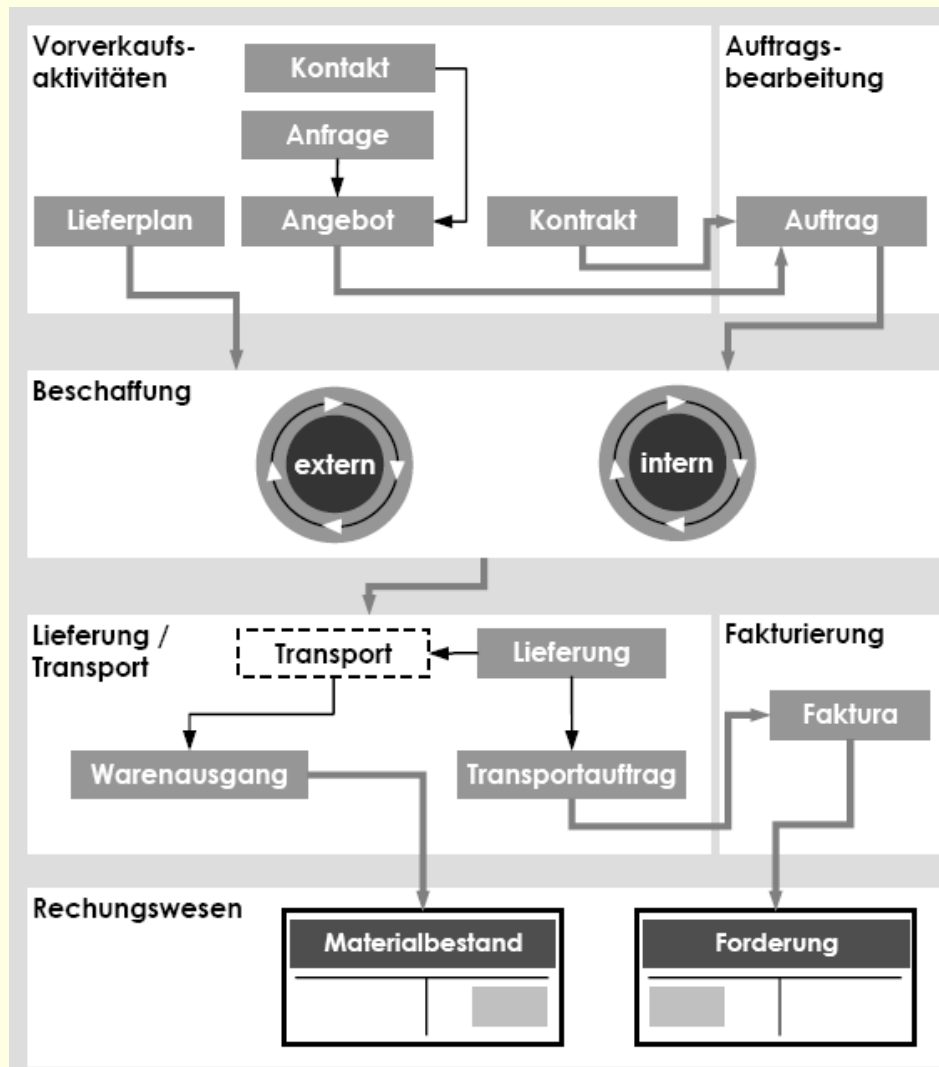 Vorverkaufs-
aktivitäten
Kontakt
Anfrage
Lieferplan
Angebot
Kontrakt
Auftrags-
bearbeitung
Auftrag
Beschaffung
extern
intern
Lieferung /
Transport
Transport
Lieferung
Warenausgang
Transportauftrag
Fakturierung
Faktura
Rechungswesen
Materialbestand
Forderung